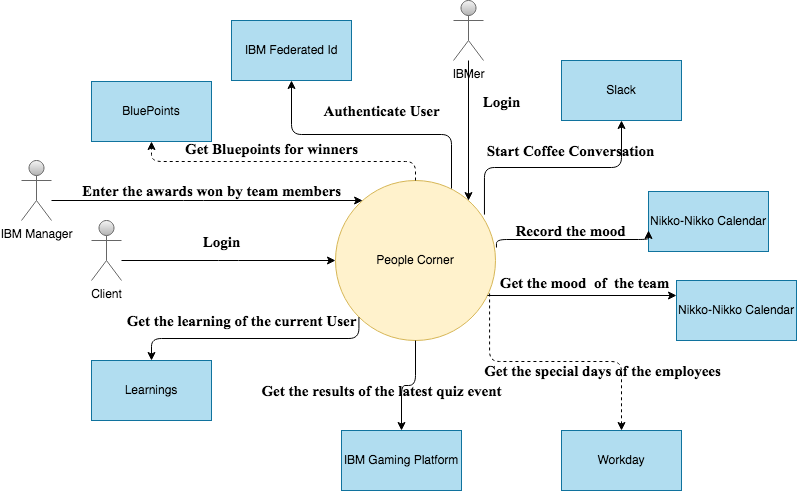 IBM Federated Id
IBMer
Slack
BluePoints
Authenticate User
Login
Get Bluepoints for winners
Start Coffee Conversation
Enter the awards won by team members
IBM Manager
Nikko-Nikko Calendar
Record the mood
Login
People Corner
Client
Get the mood of the team
Nikko-Nikko Calendar
Get the learning of the current User
Get the special days of the employees
Learnings
Get the results of the latest quiz event
IBM Gaming Platform
Workday